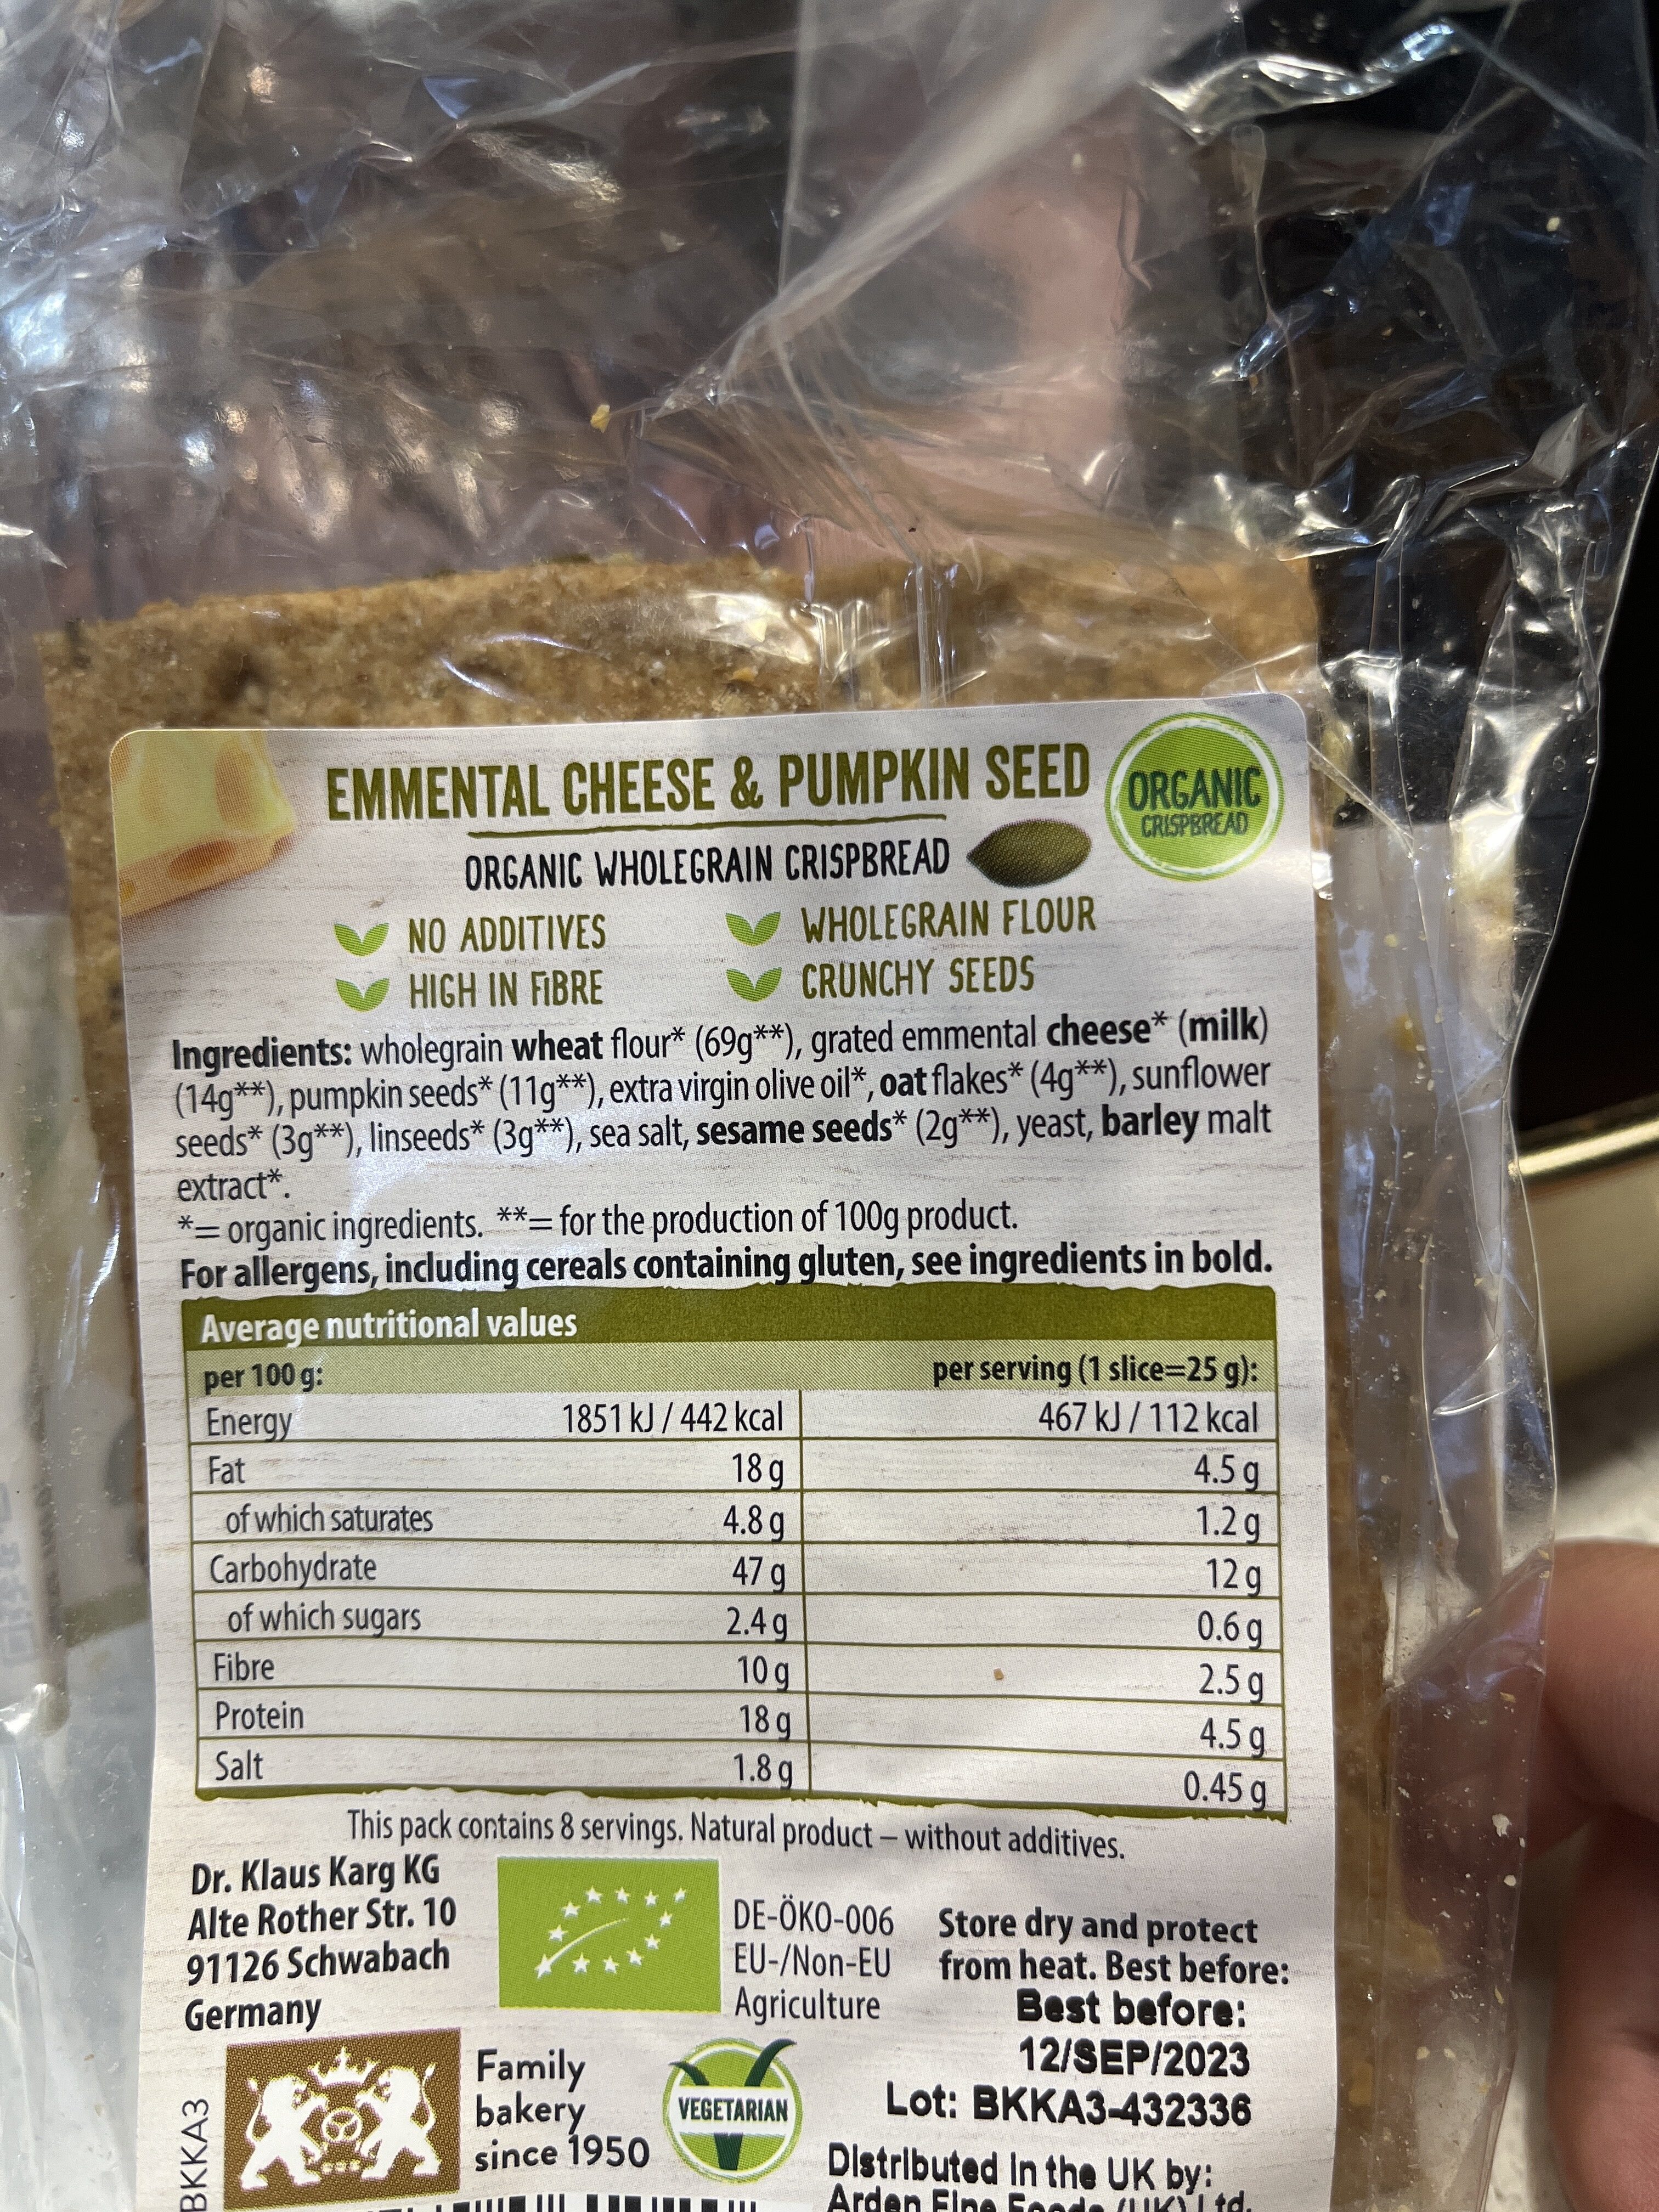 EMMENTAL CHEESE & PUMPKIN SEED
ORGANIC WHOLEGRAIN CRISPBREAD
ORGANIC
CRISPBREAD
NO ADDITIVES
WHOLEGRAIN FLOUR
HIGH IN FIBRE
CRUNCHY SEEDS
Ingredients: wholegrain wheat flour* (69g**), grated emmental cheese* (milk)
(14g**), pumpkin seeds* (11g**), extra virgin olive oil*, oat flakes* (4g**), sunflower
seeds* (3g**), linseeds* (3g**), sea salt, sesame seeds* (2g**), yeast, barley malt
extract*.
*= organic ingredients. **= for the production of 100g product.
For allergens, including cereals containing gluten, see ingredients in bold.
Average nutritional values
per 100 g: per serving (1 slice=25 g):
Energy 1851 kJ / 442 kcal 467 kJ / 112 kcal
Fat 18 g 4.5 g
of which saturates 4.8 g 1.2 g
Carbohydrate 47 g 12 g
of which sugars 2.4 g 0.6 g
Fibre 10 g 2.5 g
Protein 18 g 4.5 g
Salt 1.8 g 0.45 g
This pack contains 8 servings. Natural product – without additives.
Dr. Klaus Karg KG
Alte Rother Str. 10
91126 Schwabach
Germany
DE-ÖKO-006
EU-/Non-EU
Agriculture
Store dry and protect
from heat. Best before:
Best before:
12/SEP/2023
Lot: BKKA3-432336
BKKA3
Family
bakery
since 1950
VEGETARIAN
Distributed in the UK by:
Arden Fine Foods (UK) Ltd.